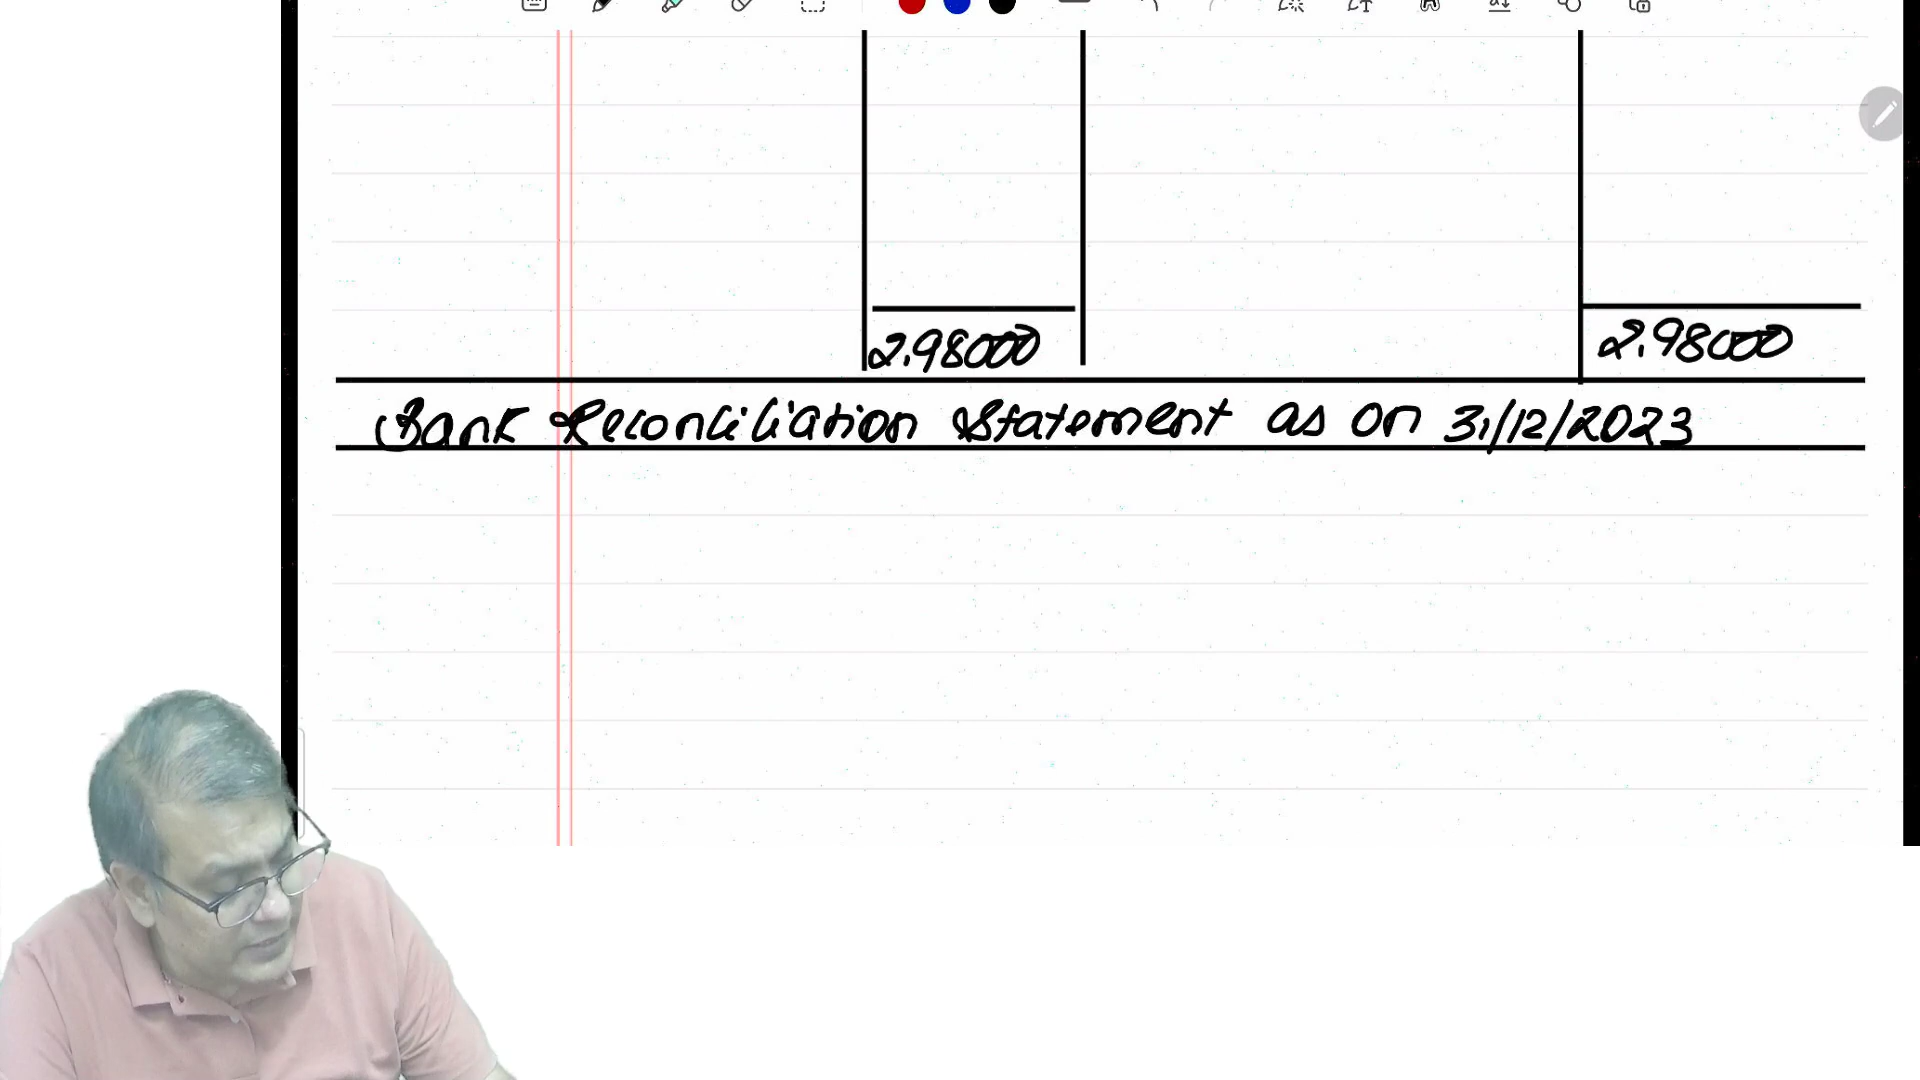 2.98000 2.98000
Bank Reconciliation Statement as on 31/12/2023